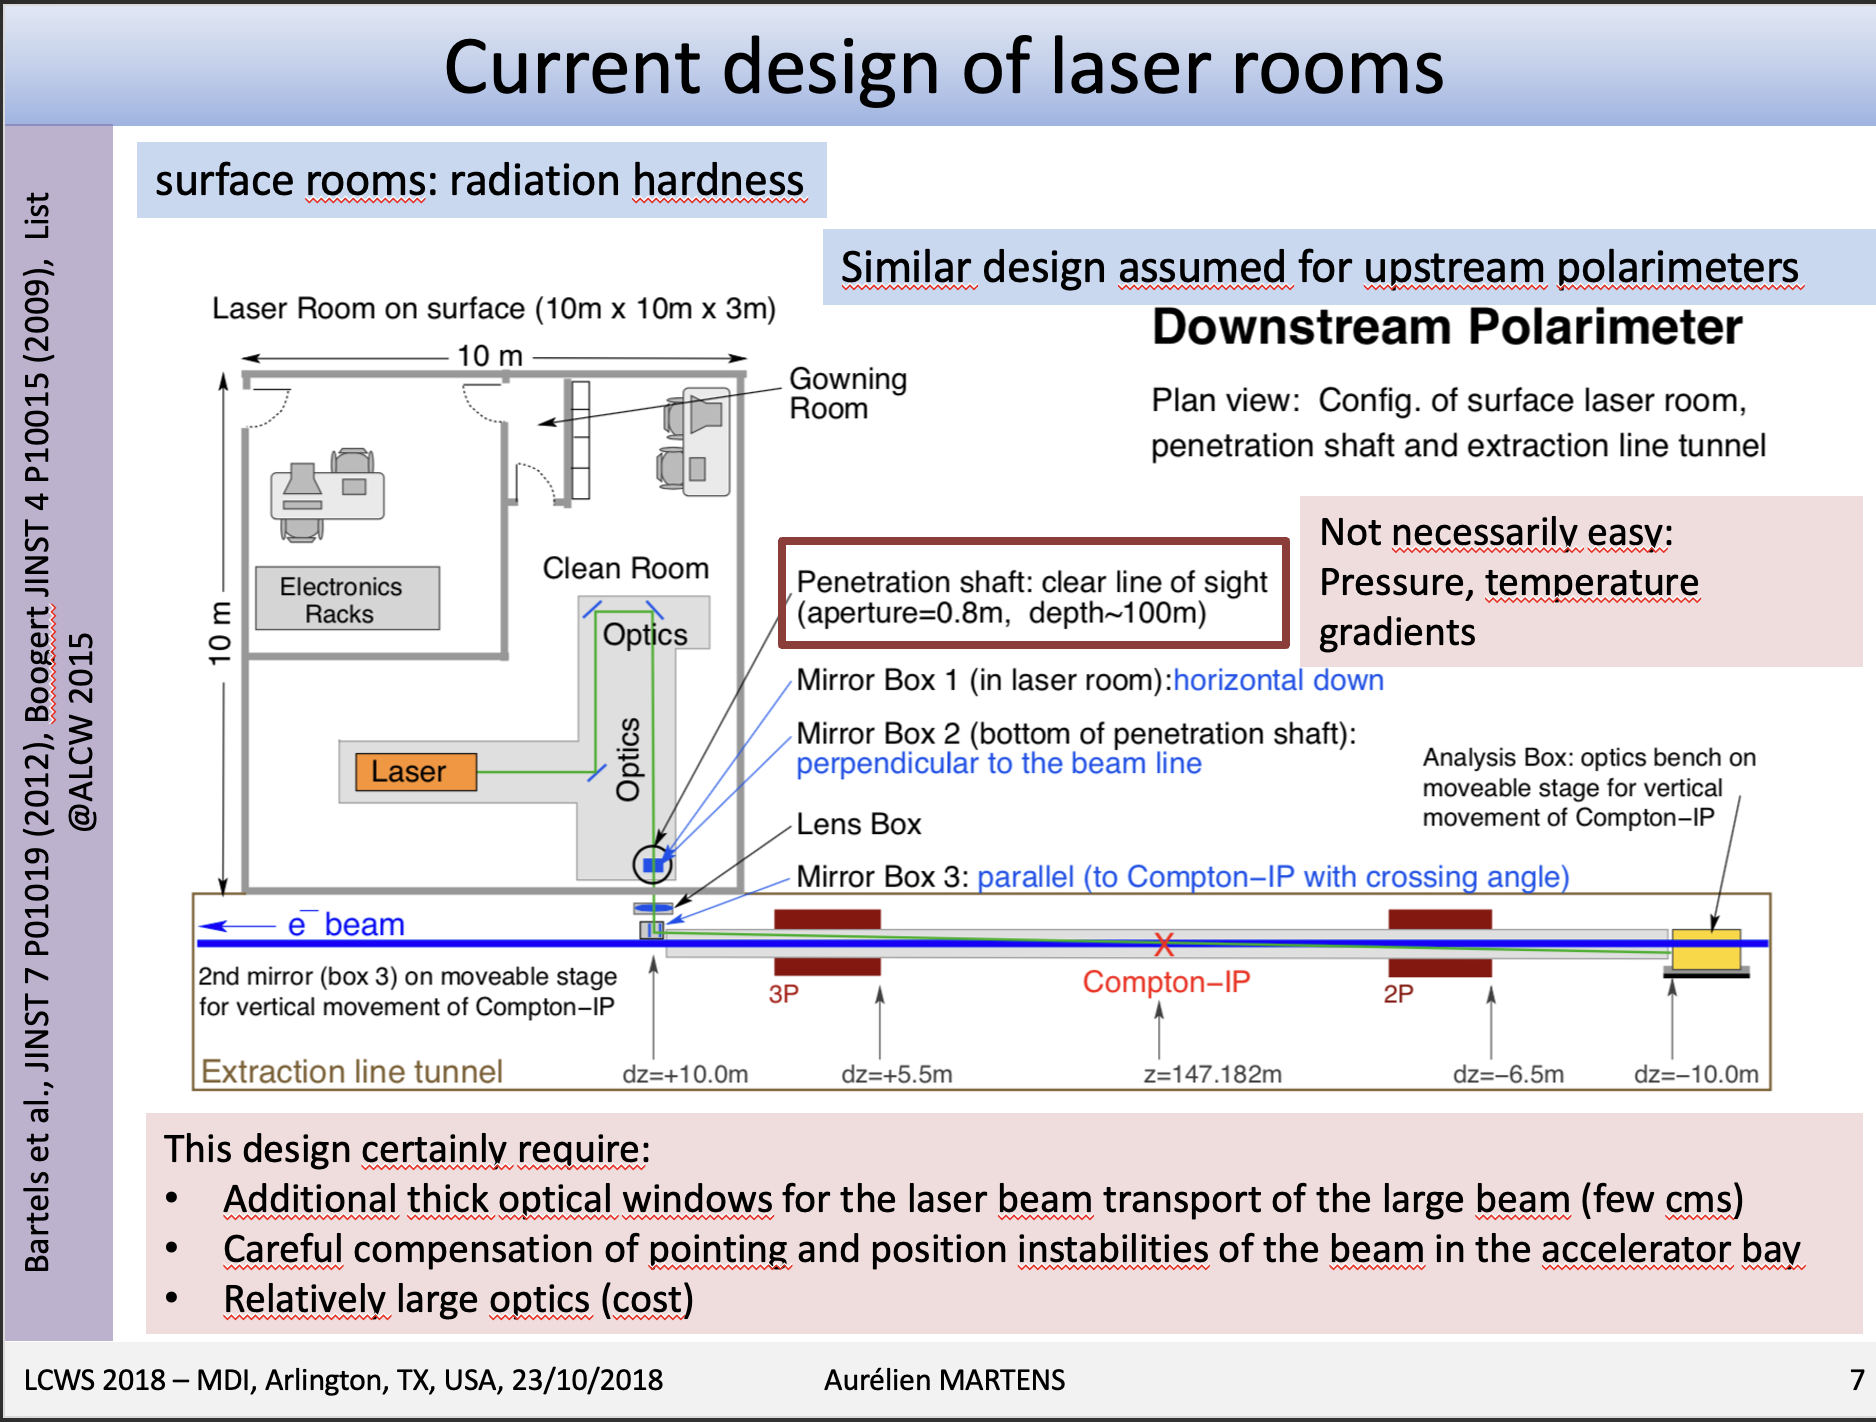 Current design of laser rooms
Bartels et al., JINST 7 P01019 (2012), Boogert JINST 4 P10015 (2009), List
@ALCW 2015
surface rooms: radiation hardness
Similar design assumed for upstream polarimeters
Laser Room on surface (10m x 10m x 3m)
Downstream Polarimeter
Plan view: Config. of surface laser room,
penetration shaft and extraction line tunnel
10 m
10 m
Gowning
Room
Electronics
Racks
Clean Room
Optics
Optics
Laser
Penetration shaft: clear line of sight
(aperture=0.8m, depth~100m)
Not necessarily easy:
Pressure, temperature
gradients
Mirror Box 1 (in laser room):horizontal down
Mirror Box 2 (bottom of penetration shaft):
perpendicular to the beam line
Lens Box
Mirror Box 3: parallel (to Compton−IP with crossing angle)
Analysis Box: optics bench on
moveable stage for vertical
movement of Compton−IP
e− beam
2nd mirror (box 3) on moveable stage
for vertical movement of Compton−IP
3P
X
Compton−IP
2P
Extraction line tunnel
dz=+10.0m
dz=+5.5m
z=147.182m
dz=−6.5m
dz=−10.0m
This design certainly require:
• Additional thick optical windows for the laser beam transport of the large beam (few cms)
• Careful compensation of pointing and position instabilities of the beam in the accelerator bay
• Relatively large optics (cost)
LCWS 2018 – MDI, Arlington, TX, USA, 23/10/2018
Aurélien MARTENS
7